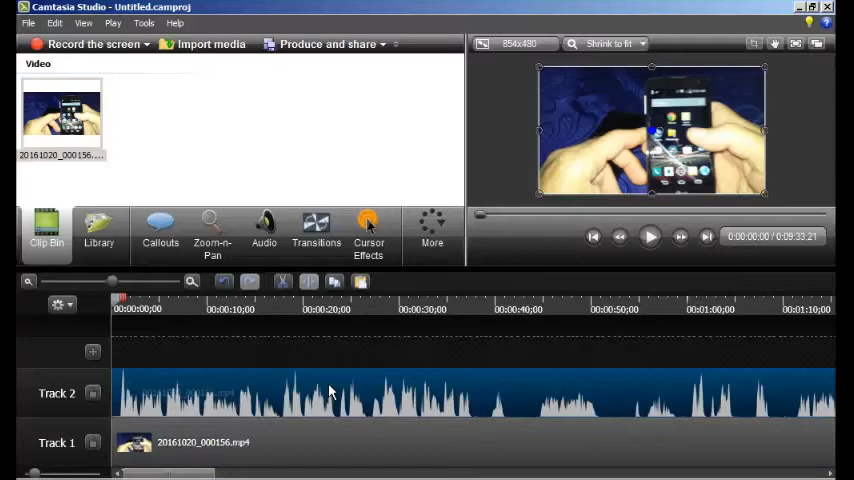 Camtasia Studio - Untitled.camproj
File Edit View Play Tools Help
Record the screen Import media Produce and share 854x480 Shrink to fit
Video
20161020_000156....
Clip Bin Library Callouts Zoom-n-Pan Audio Transitions Cursor Effects More
0:00:00;00 / 0:09:33;21
00:00:00;00 00:00:10;00 00:00:20;00 00:00:30;00 00:00:40;00 00:00:50;00 00:01:00;00 00:01:10;00
Track 2
Track 1 20161020_000156.mp4